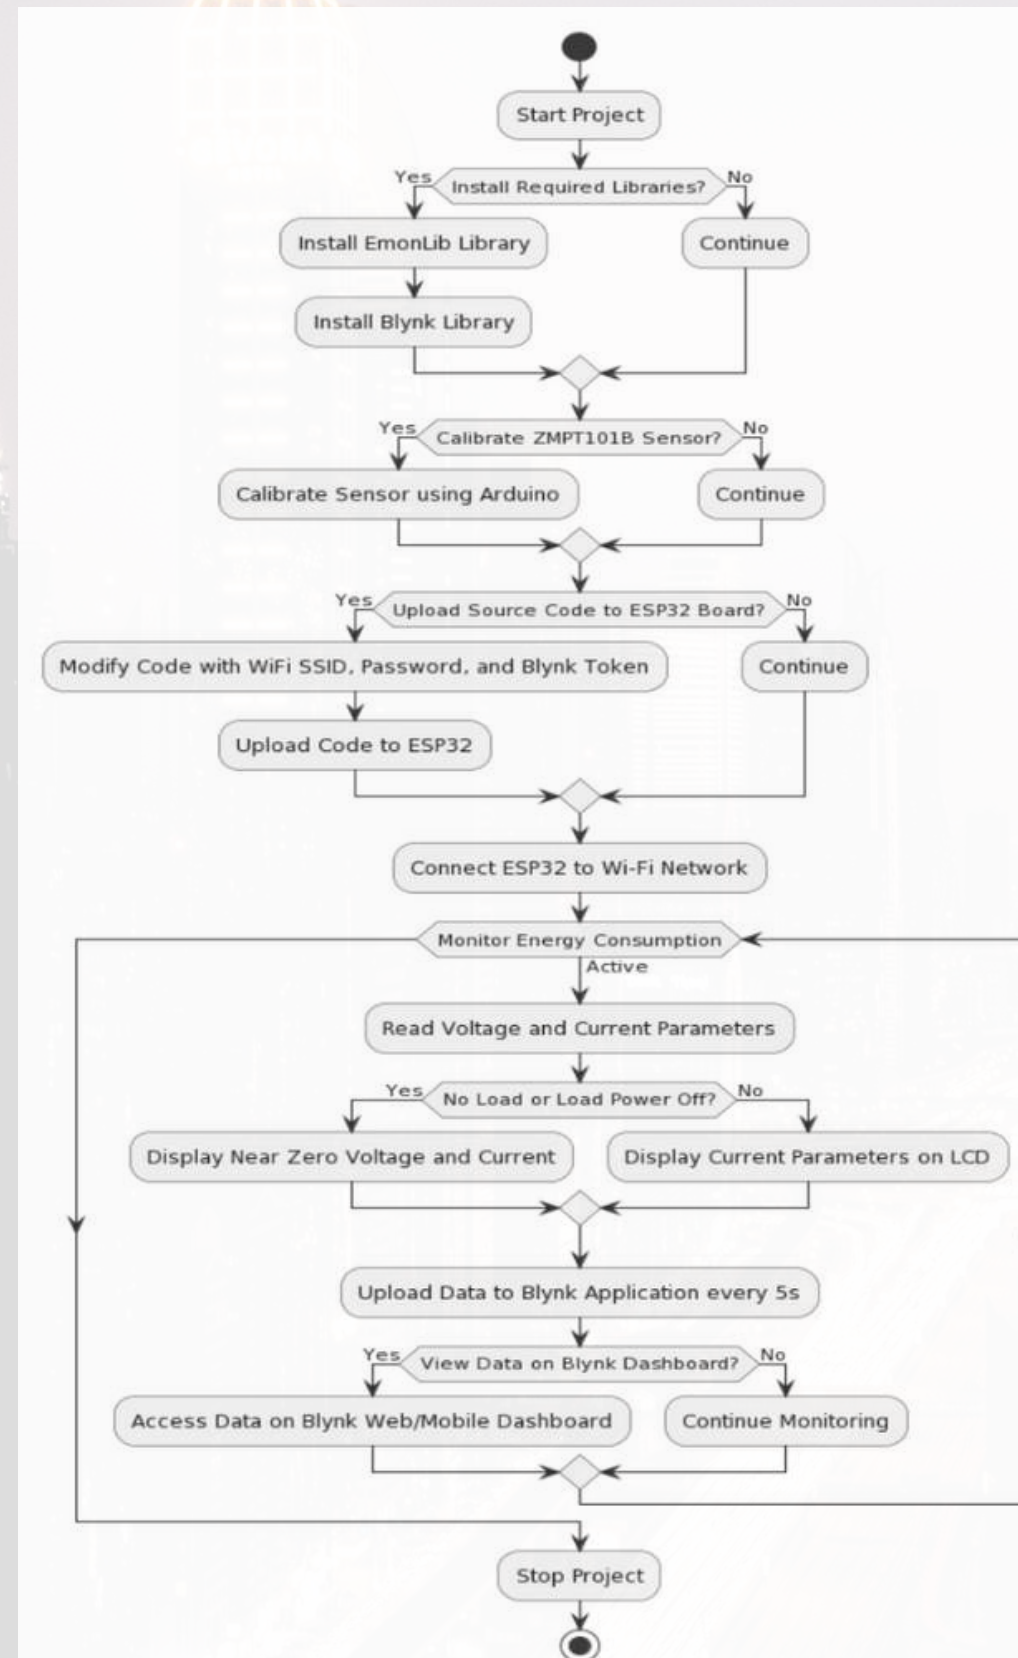 Start Project
Yes
Install Required Libraries?
No
Install EmonLib Library
Continue
Install Blynk Library
Yes
Calibrate ZMPT101B Sensor?
No
Calibrate Sensor using Arduino
Continue
Yes
Upload Source Code to ESP32 Board?
No
Modify Code with WiFi SSID, Password, and Blynk Token
Continue
Upload Code to ESP32
Connect ESP32 to Wi-Fi Network
Monitor Energy Consumption
Active
Read Voltage and Current Parameters
Yes
No Load or Load Power Off?
No
Display Near Zero Voltage and Current
Display Current Parameters on LCD
Upload Data to Blynk Application every 5s
Yes
View Data on Blynk Dashboard?
No
Access Data on Blynk Web/Mobile Dashboard
Continue Monitoring
Stop Project